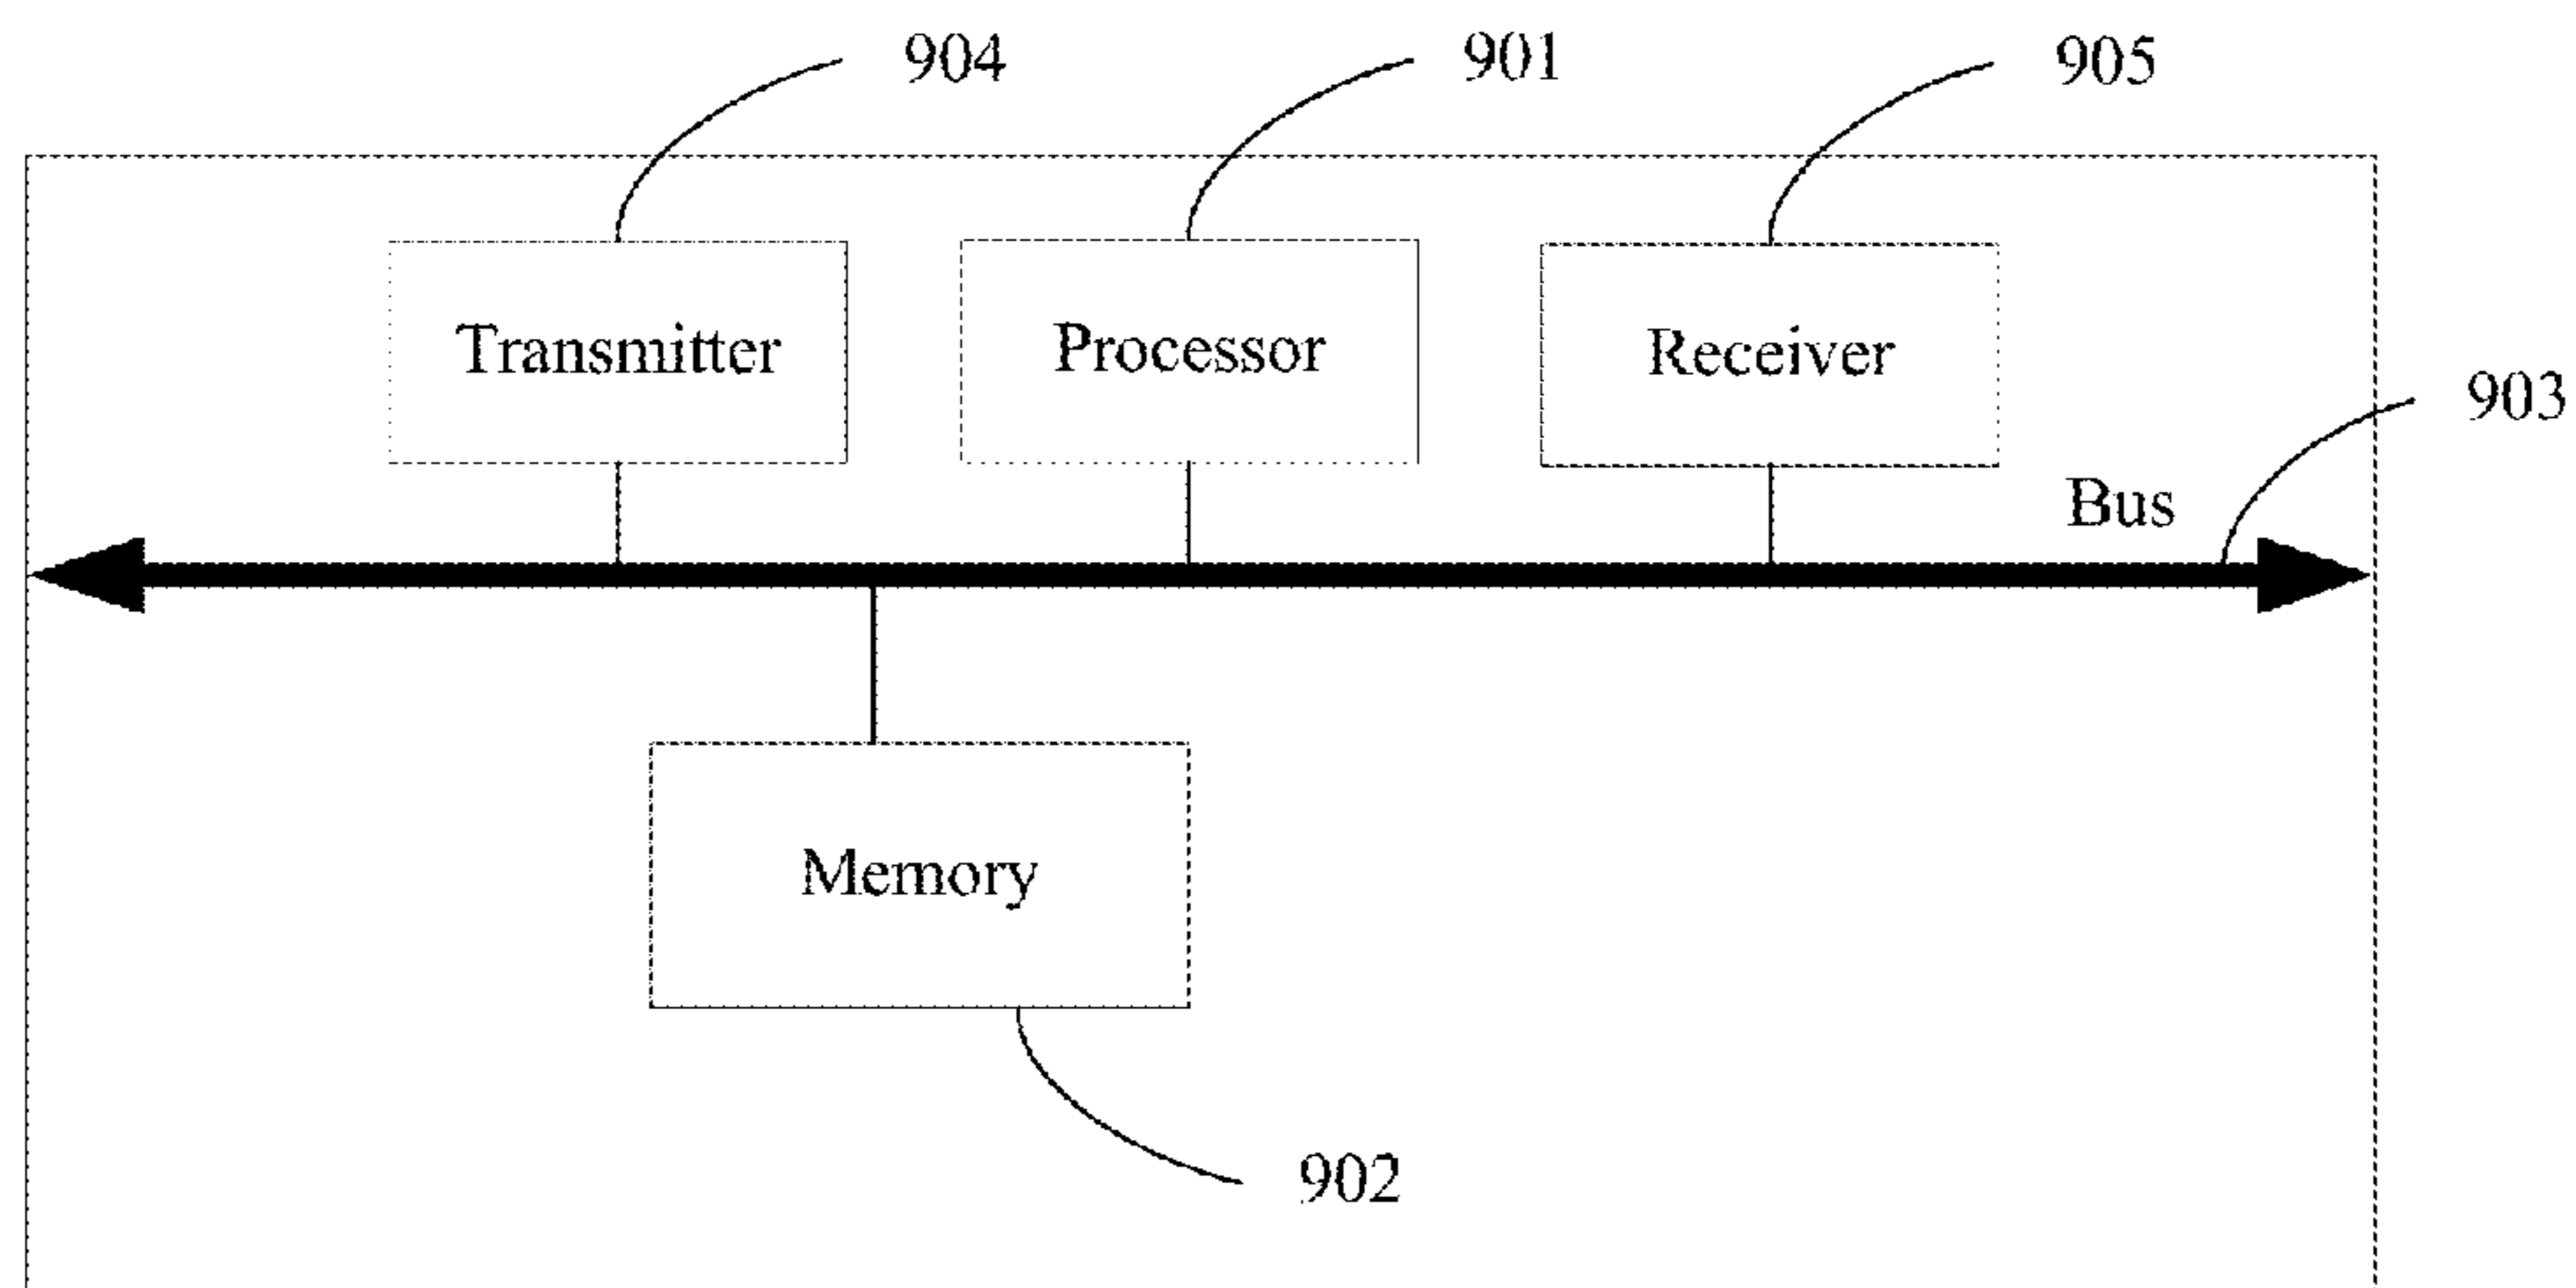 904 901 905
Transmitter Processor Receiver
903
Bus
Memory
902